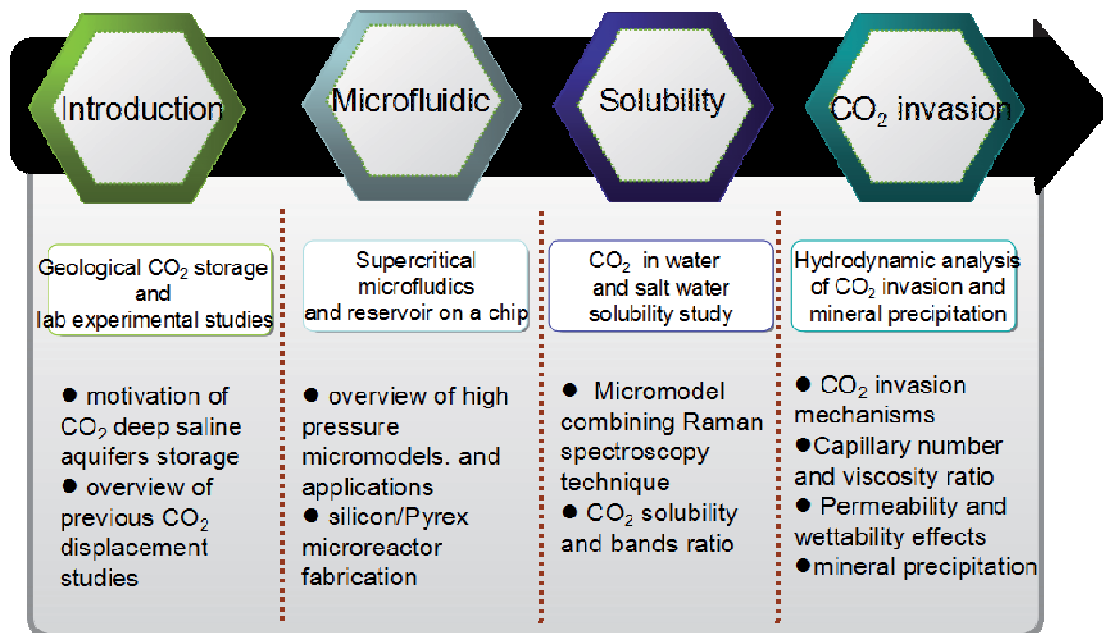 Introduction
Microfluidic
Solubility
CO₂ invasion
Geological CO₂ storage
and
lab experimental studies
Supercritical
microfludics
and reservoir on a chip
CO₂ in water
and salt water
solubility study
Hydrodynamic analysis
of CO₂ invasion and
mineral precipitation
● motivation of
CO₂ deep saline
aquifers storage
● overview of
previous CO₂
displacement
studies
● overview of high
pressure
micromodels. and
applications
● silicon/Pyrex
microreactor
fabrication
● Micromodel
combining Raman
spectroscopy
technique
● CO₂ solubility
and bands ratio
● CO₂ invasion
mechanisms
●Capillary number
and viscosity ratio
● Permeability and
wettability effects
●mineral precipitation